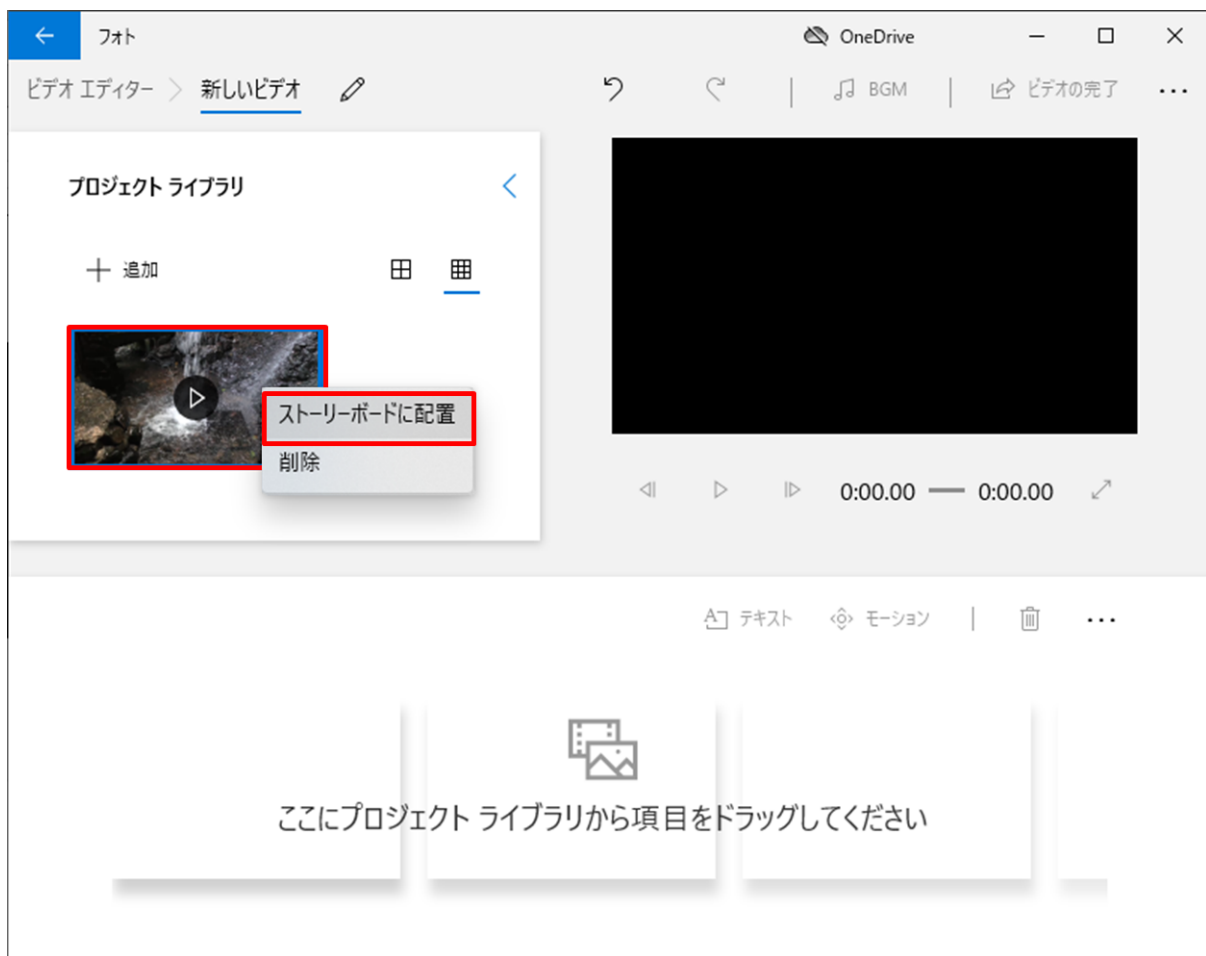 フォト
OneDrive
ビデオ エディター
新しいビデオ
BGM
ビデオの完了
プロジェクト ライブラリ
追加
ストーリーボードに配置
削除
0:00.00
0:00.00
テキスト
モーション
ここにプロジェクト ライブラリから項目をドラッグしてください